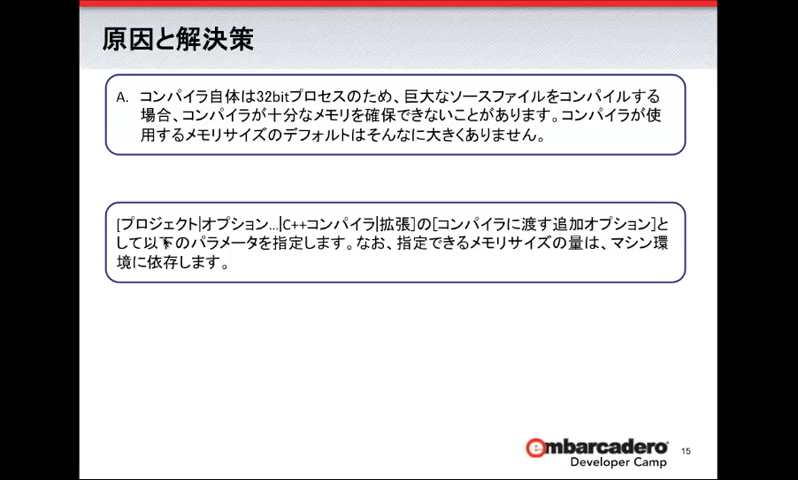 原因と解決策
A. コンパイラ自体は32bitプロセスのため、巨大なソースファイルをコンパイルする
場合、コンパイラが十分なメモリを確保できないことがあります。コンパイラが使
用するメモリサイズのデフォルトはそんなに大きくありません。
[プロジェクト|オプション...|C++コンパイラ|拡張]の[コンパイラに渡す追加オプション]と
して以下のパラメータを指定します。なお、指定できるメモリサイズの量は、マシン環
境に依存します。
embarcadero
Developer Camp
15